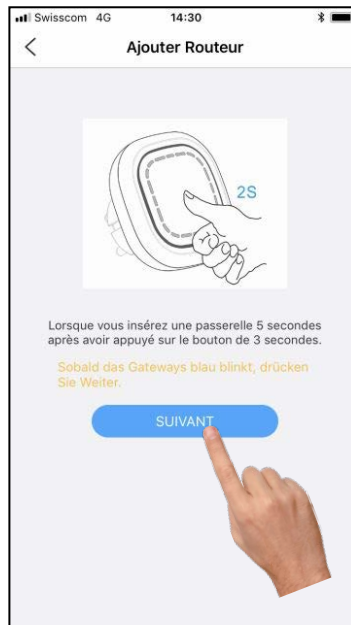 Swisscom 4G 14:30
Ajouter Routeur
2S
Lorsque vous insérez une passerelle 5 secondes
après avoir appuyé sur le bouton de 3 secondes.
Sobald das Gateways blau blinkt, drücken
Sie Weiter.
SUIVANT